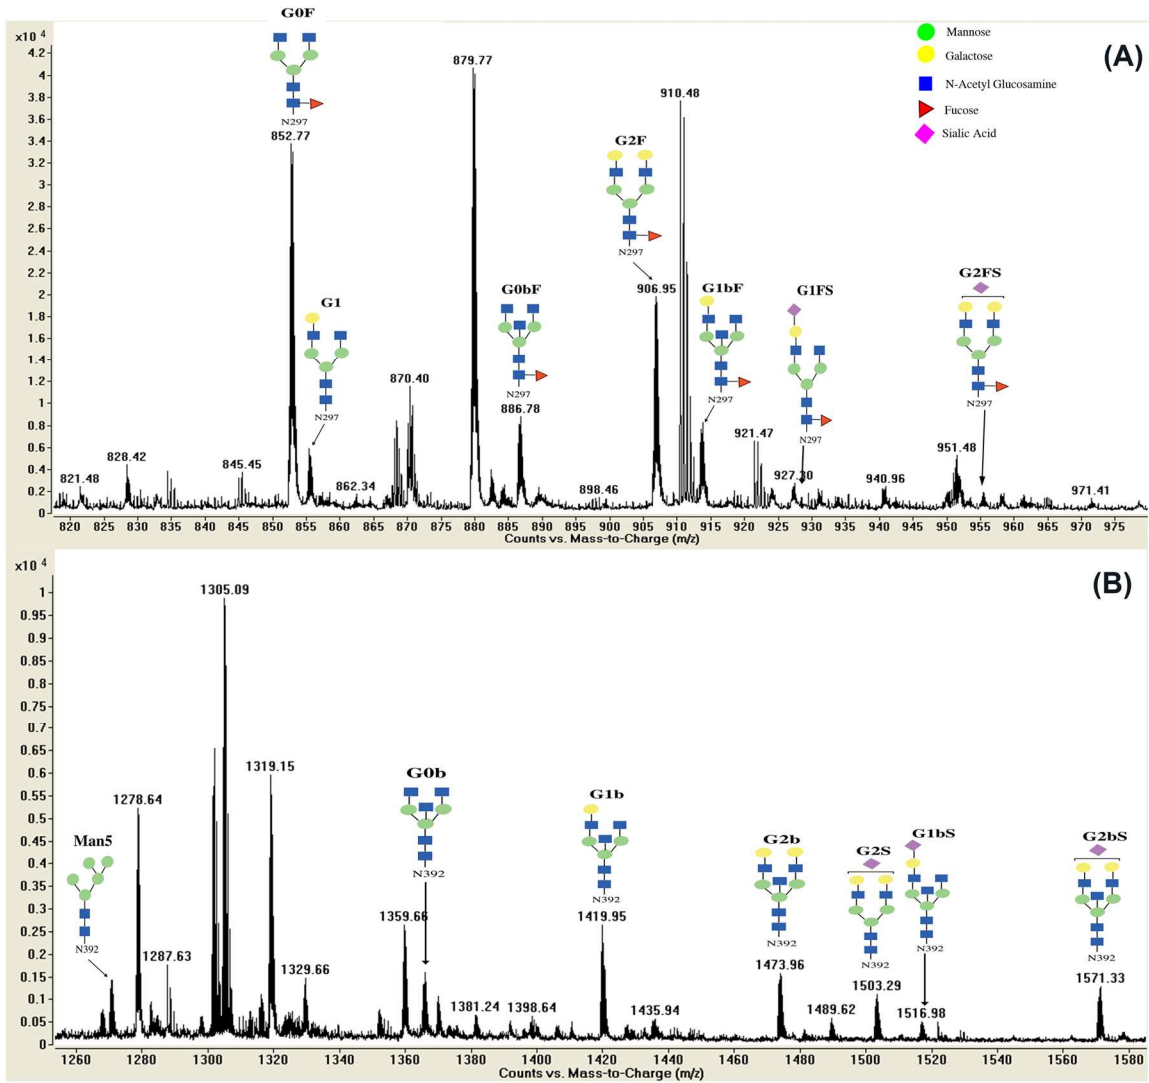 G0F
x10 4
Mannose
Galactose
N-Acetyl Glucosamine
Fucose
Sialic Acid
(A)
4.2
4
3.8
3.6
3.4
3.2
3
2.8
2.6
2.4
2.2
2
1.8
1.6
1.4
1.2
1
0.8
0.6
0.4
0.2
0
N297
852.77
879.77
910.48
G2F
N297
906.95
G1
N297
G0bF
N297
886.78
G1bF
N297
G1FS
N297
G2FS
N297
821.48
828.42
845.45
862.34
870.40
898.46
921.47
927.30
940.96
951.48
971.41
820 825 830 835 840 845 850 855 860 865 870 875 880 885 890 895 900 905 910 915 920 925 930 935 940 945 950 955 960 965 970 975
Counts vs. Mass-to-Charge (m/z)
x10 4
(B)
1
0.95
0.9
0.85
0.8
0.75
0.7
0.65
0.6
0.55
0.5
0.45
0.4
0.35
0.3
0.25
0.2
0.15
0.1
0.05
0
1305.09
1319.15
1278.64
Man5
N392
1287.63
1329.66
G0b
N392
1359.66
1381.24
1398.64
G1b
N392
1419.95
1435.94
G2b
N392
1473.96
1489.62
G2S
N392
1503.29
G1bS
N392
1516.98
G2bS
N392
1571.33
1260 1280 1300 1320 1340 1360 1380 1400 1420 1440 1460 1480 1500 1520 1540 1560 1580
Counts vs. Mass-to-Charge (m/z)